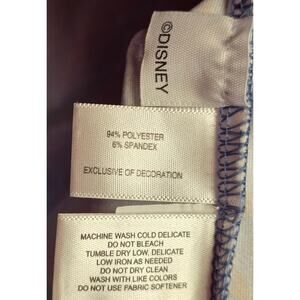 ©DISNEY
94% POLYESTER
6% SPANDEX
EXCLUSIVE OF DECORATION
MACHINE WASH COLD DELICATE
DO NOT BLEACH
TUMBLE DRY LOW, DELICATE
LOW IRON AS NEEDED
DO NOT DRY CLEAN
WASH WITH LIKE COLORS
DO NOT USE FABRIC SOFTENER